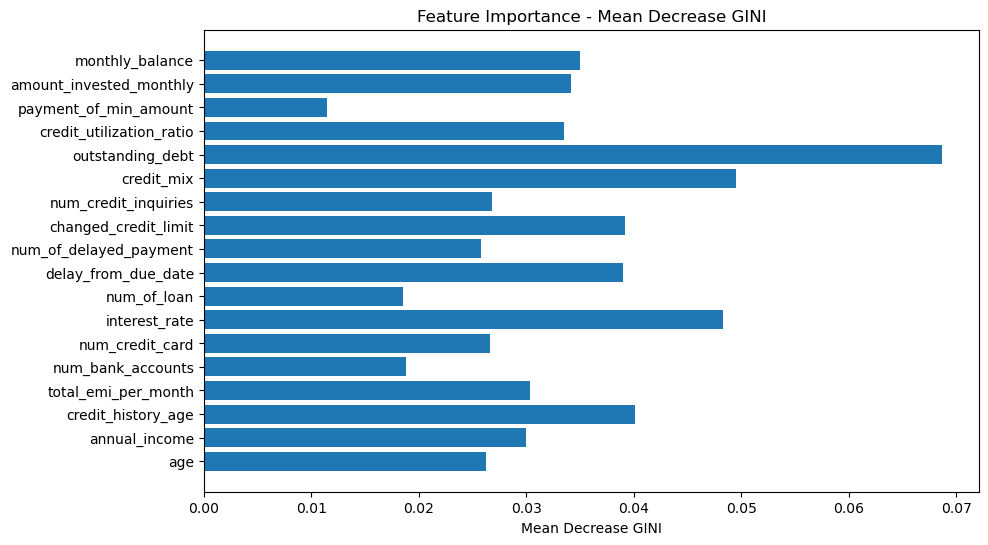 Feature Importance - Mean Decrease GINI
monthly_balance
amount_invested_monthly
payment_of_min_amount
credit_utilization_ratio
outstanding_debt
credit_mix
num_credit_inquiries
changed_credit_limit
num_of_delayed_payment
delay_from_due_date
num_of_loan
interest_rate
num_credit_card
num_bank_accounts
total_emi_per_month
credit_history_age
annual_income
age
0.00 0.01 0.02 0.03 0.04 0.05 0.06 0.07
Mean Decrease GINI